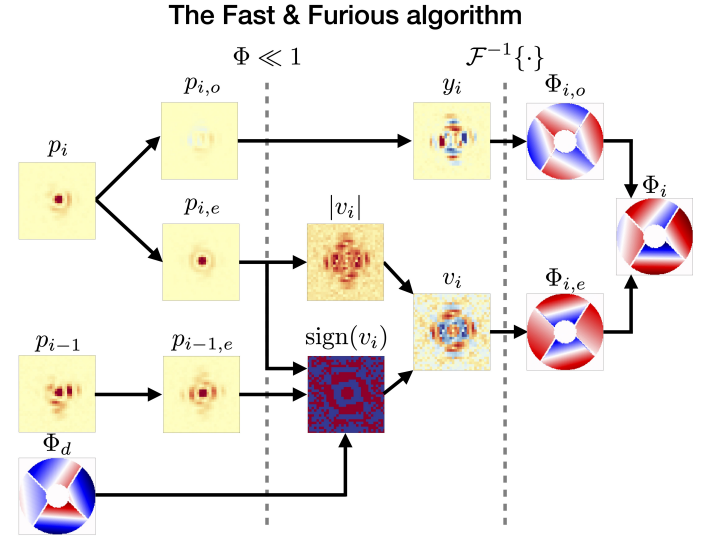 The Fast & Furious algorithm
Φ ≪ 1
ℱ⁻¹{·}
p_{i,o}
y_i
Φ_{i,o}
p_i
Φ_i
p_{i,e}
|v_i|
v_i
Φ_{i,e}
p_{i−1}
p_{i−1,e}
sign(v_i)
Φ_d